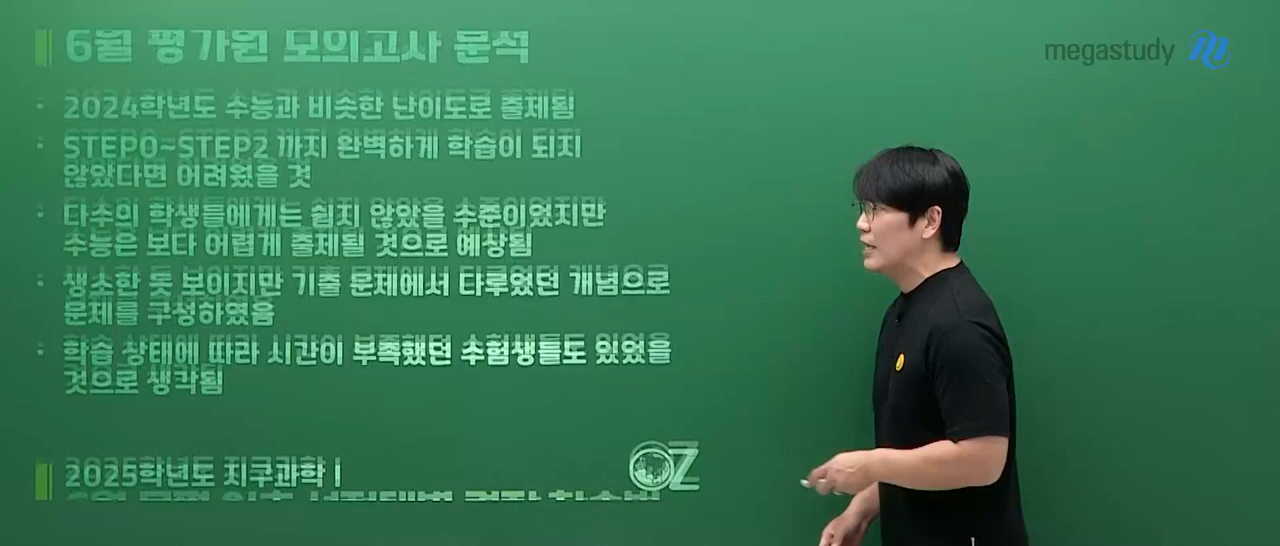 6월 평가원 모의고사 분석
megastudy
• 2024학년도 수능과 비슷한 난이도로 출제됨
• STEP0~STEP2 까지 완벽하게 학습이 되지
않았다면 어려웠을 것
• 다수의 학생들에게는 쉽지 않았을 수준이었지만
수능은 보다 어렵게 출제될 것으로 예상됨
• 생소한 듯 보이지만 기출 문제에서 다루었던 개념으로
문제를 구성하였음
• 학습 상태에 따라 시간이 부족했던 수험생들도 있었을
것으로 생각됨
OZ
2025학년도 지구과학 I